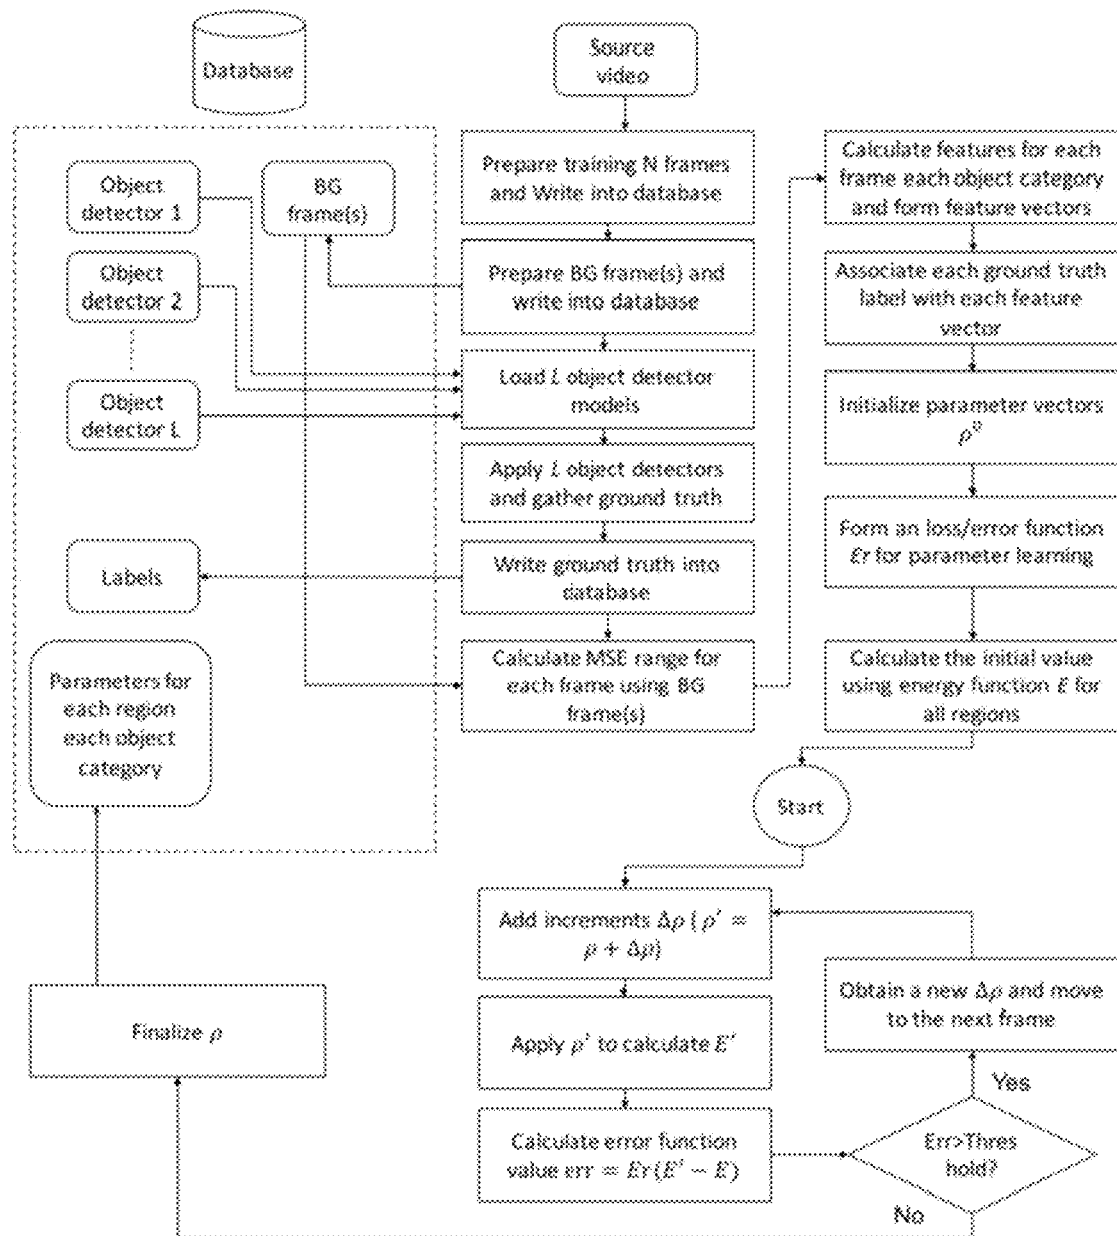 Database
Source
video
Object
detector 1
BG
frame(s)
Object
detector 2
Object
detector L
Labels
Parameters for
each region
each object
category
Prepare training N frames
and Write into database
Prepare BG frame(s) and
write into database
Load L object detector
models
Apply L object detectors
and gather ground truth
Write ground truth into
database
Calculate MSE range for
each frame using BG
frame(s)
Calculate features for each
frame each object category
and form feature vectors
Associate each ground truth
label with each feature
vector
Initialize parameter vectors
ρ⁰
Form an loss/error function
Er for parameter learning
Calculate the initial value
using energy function E for
all regions
Start
Add increments Δρ ( ρ′ =
ρ + Δρ)
Apply ρ′ to calculate E′
Calculate error function
value err = Er(E′ − E)
Err>Thres
hold?
Yes
Obtain a new Δρ and move
to the next frame
No
Finalize ρ